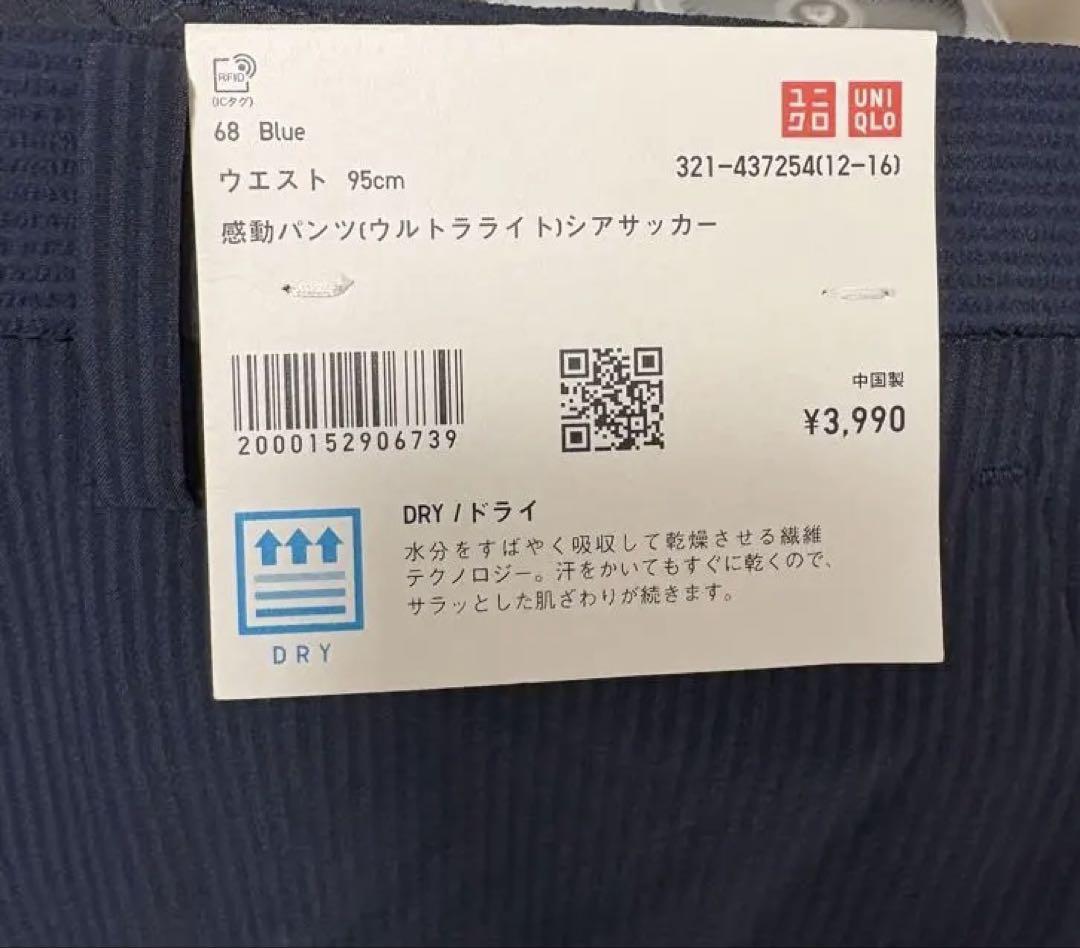 RFID
(ICタグ)
68 Blue
ユニクロ
UNIQLO
ウエスト 95cm
321-437254(12-16)
感動パンツ(ウルトラライト)シアサッカー
2000152906739
中国製
¥3,990
DRY
DRY / ドライ
水分をすばやく吸収して乾燥させる繊維
テクノロジー。汗をかいてもすぐに乾くので、
サラッとした肌ざわりが続きます。